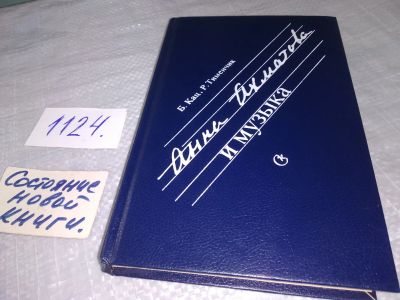 1124.
Состояние
новой
книги.
Б. Кац, Р. Тименчик
Анна Ахматова
и музыка